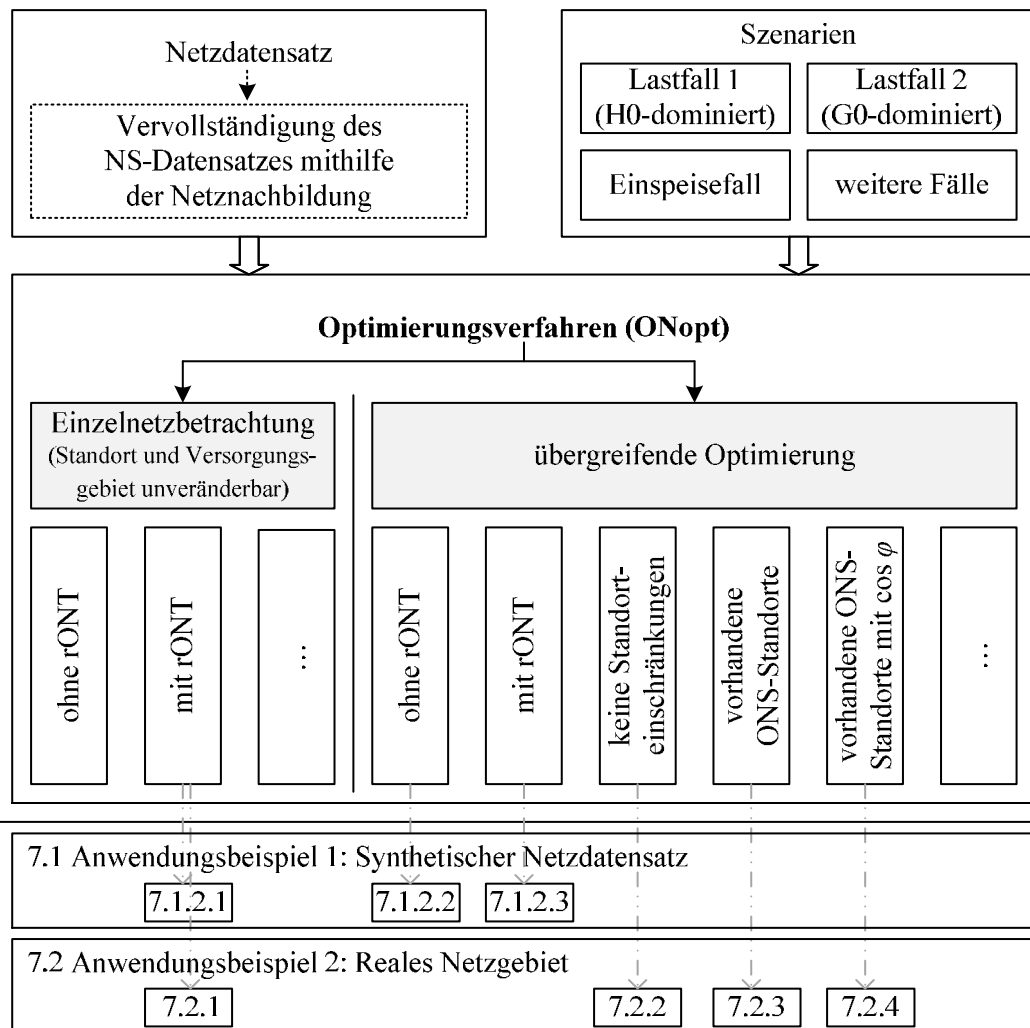 Netzdatensatz
Vervollständigung des
NS-Datensatzes mithilfe
der Netznachbildung
Szenarien
Lastfall 1
(H0-dominiert)
Lastfall 2
(G0-dominiert)
Einspeisefall
weitere Fälle
Optimierungsverfahren (ONopt)
Einzelnetzbetrachtung
(Standort und Versorgungs-
gebiet unveränderbar)
übergreifende Optimierung
ohne rONT
mit rONT
...
ohne rONT
mit rONT
keine Standort-
einschränkungen
vorhandene
ONS-Standorte
vorhandene ONS-
Standorte mit cos φ
...
7.1 Anwendungsbeispiel 1: Synthetischer Netzdatensatz
7.1.2.1
7.1.2.2
7.1.2.3
7.2 Anwendungsbeispiel 2: Reales Netzgebiet
7.2.1
7.2.2
7.2.3
7.2.4